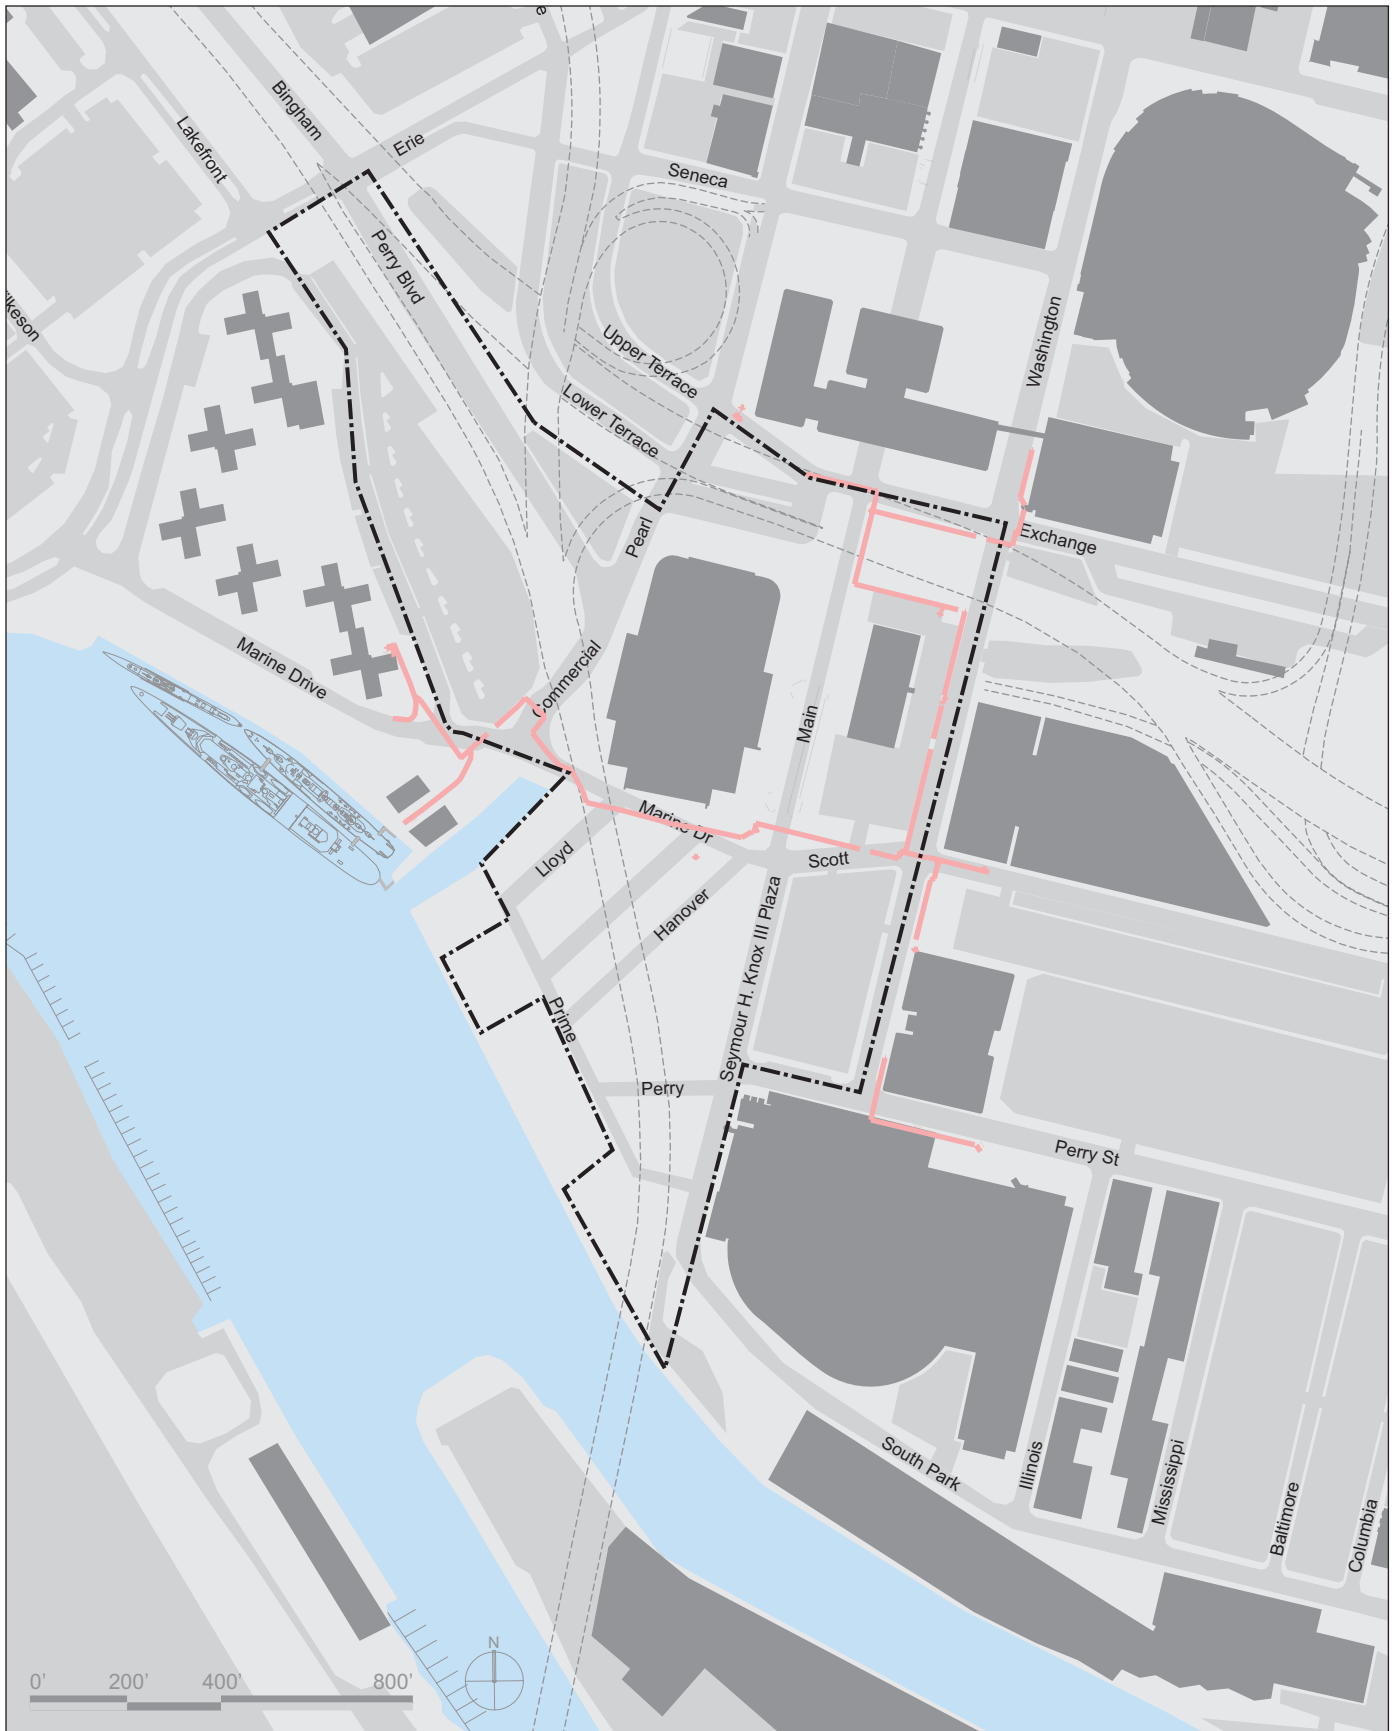 Bingham
Lakefront
Erie
Seneca
Perry Blvd
Washington
ilkeson
Upper Terrace
Lower Terrace
Pearl
Exchange
Marine Drive
Commercial
Main
Marine Dr
Lloyd
Scott
Hanover
Seymour H. Knox III Plaza
Prime
Perry
Perry St
South Park
Illinois
Mississippi
Baltimore
Columbia
N
0' 200' 400' 800'